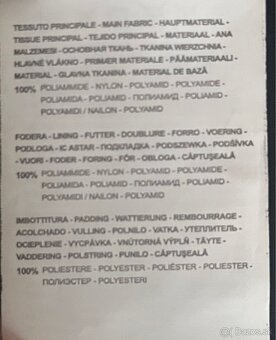 TESSUTO PRINCIPALE - MAIN FABRIC - HAUPTMATERIAL -
TISSUE PRINCIPAL - TEJIDO PRINCIPAL - MATERIAAL - ANA
MALZEMESI - ОСНОВНАЯ ТКАНЬ - TKANINA WIERZCHNIA -
HLAVNÉ VLÁKNO - PRIMÆR MATERIALE - PÄÄMATERIAALI -
MATERIAL - GLAVNA TKANINA - MATERIAL DE BAZĂ
100% POLIAMMIDE - NYLON - POLYAMID - POLYAMIDE -
POLIAMIDA - POLIAMID - ПОЛИАМИД - POLIAMID -
POLYAMIDI / NAILON - POLYAMID
FODERA - LINING - FUTTER - DOUBLURE - FORRO - VOERING -
PODLOGA - IC ASTAR - ПОДКЛАДКА - PODSZEWKA - PODŠÍVKA
- VUORI - FODER - FORING - FÓR - OBLOGA - CĂPTUŞEALĂ
100% POLIAMMIDE - NYLON - POLYAMID - POLYAMIDE -
POLIAMIDA - POLIAMID - ПОЛИАМИД - POLIAMID -
POLYAMIDI / NAILON - POLYAMID
IMBOTTITURA - PADDING - WATTIERUNG - REMBOURRAGE -
ACOLCHADO - VULLING - POLNILO - VATKA - УТЕПЛИТЕЛЬ -
OCIEPLENIE - VYCPÁVKA - VNÚTORNÁ VÝPLŇ - TÄYTE -
VADDERING - POLSTRING - PUNILO - CĂPTUŞEALĂ
100% POLIESTERE - POLYESTER - POLIÉSTER - POLIESTER -
ПОЛИЭСТЕР - POLYESTERI